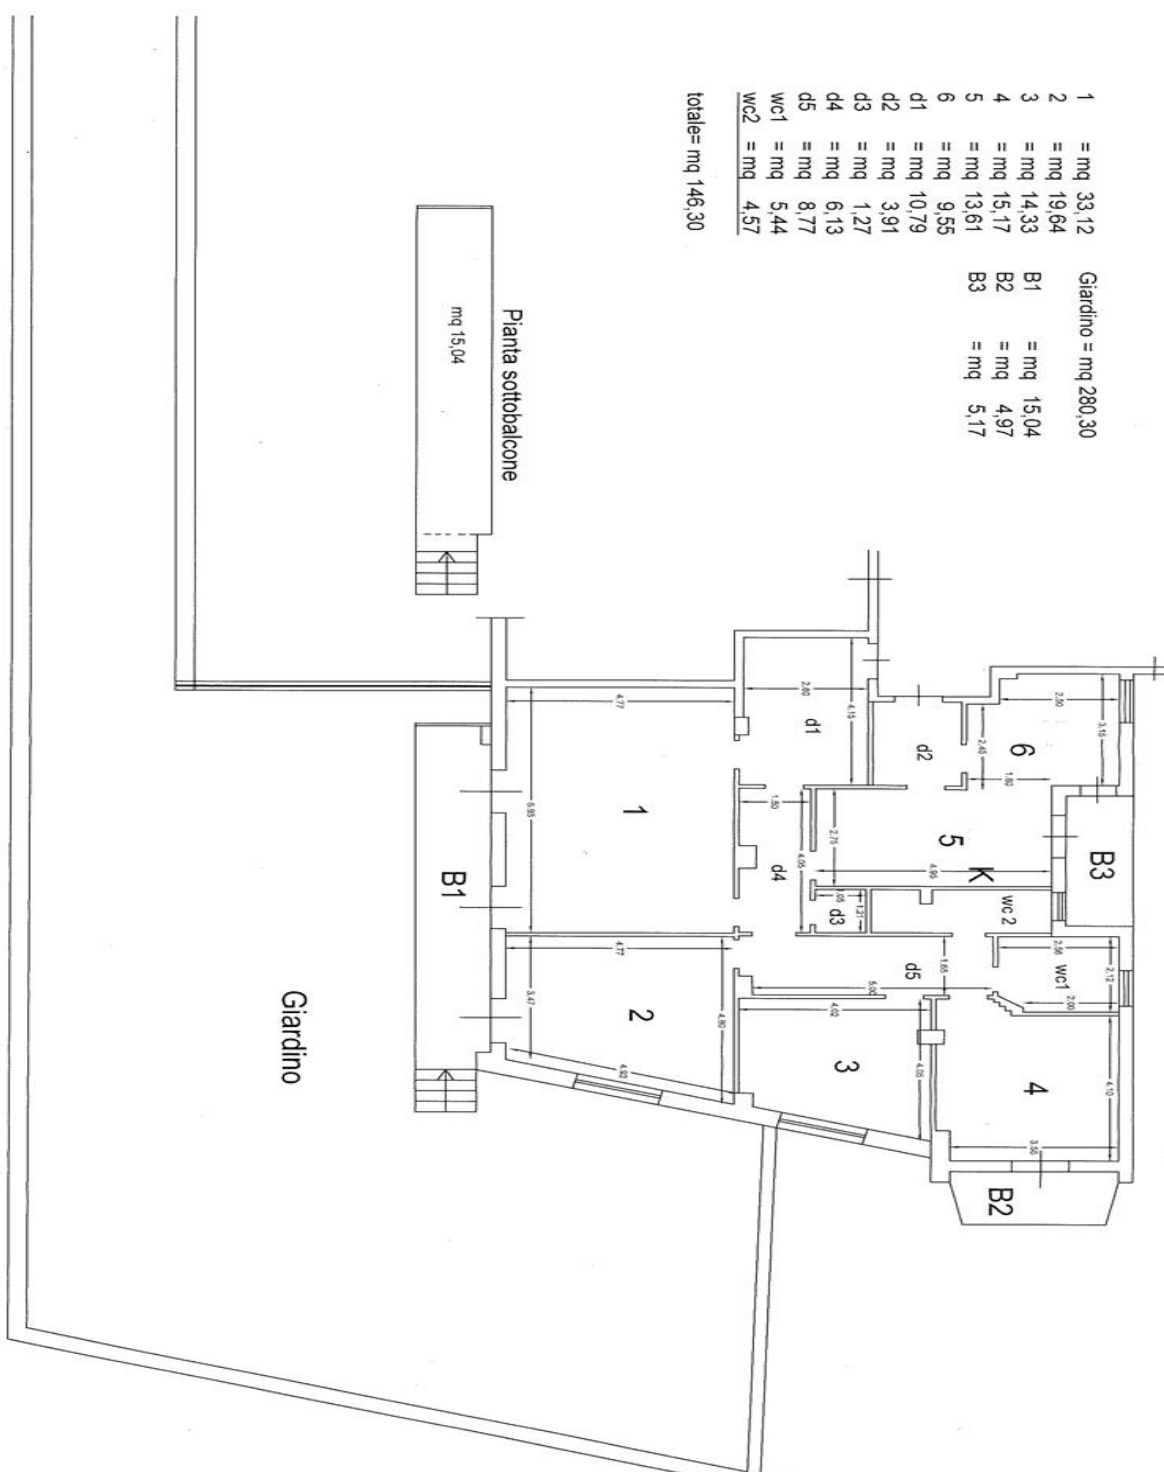 1 = mq 33,12
2 = mq 19,64
3 = mq 14,33
4 = mq 15,17
5 = mq 13,61
6 = mq 9,55
d1 = mq 10,79
d2 = mq 3,91
d3 = mq 1,27
d4 = mq 6,13
d5 = mq 8,77
wc1 = mq 5,44
wc2 = mq 4,57
totale= mq 146,30
Giardino = mq 280,30
B1 = mq 15,04
B2 = mq 4,97
B3 = mq 5,17
Pianta sottobalcone
mq 15,04
6
3,15
2,50
2,45
1,60
B3
d2
d1
4,15
2,60
5
K
2,75
4,95
wc 2
wc1
2,56
2,12
2,00
d3
1,05
1,21
d4
1,50
4,05
d5
1,65
5,00
4
4,10
3,50
B2
3
4,02
4,05
1
4,77
6,93
2
4,77
3,47
4,80
4,92
B1
Giardino